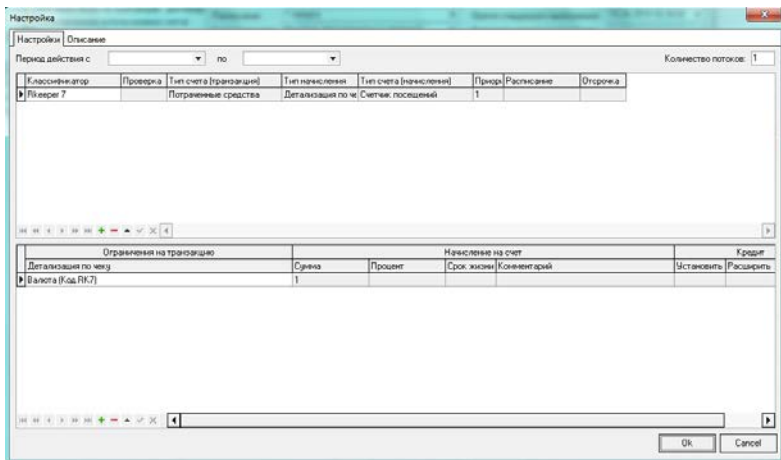 Настройка
Настройки Описание
Период действия с по Количество потоков: 1
Классификатор Проверка Тип счета (транзакция) Тип начисления Тип счета (начисления) Приори Расписание Отсрочка
Rkeeper 7 Потраченные средства Детализация по че Счетчик посещений 1
Ограничения на транзакцию Начисление на счет Кредит
Детализация по чеку Сумма Процент Срок жизни Комментарий Установить Расширить
Валюта (Код RK7) 1
Ok Cancel